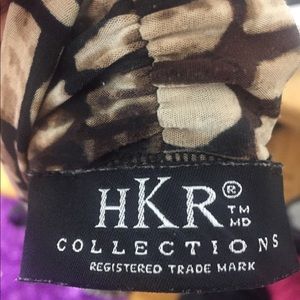 HKR® TM
MD
COLLECTIONS
REGISTERED TRADE MARK